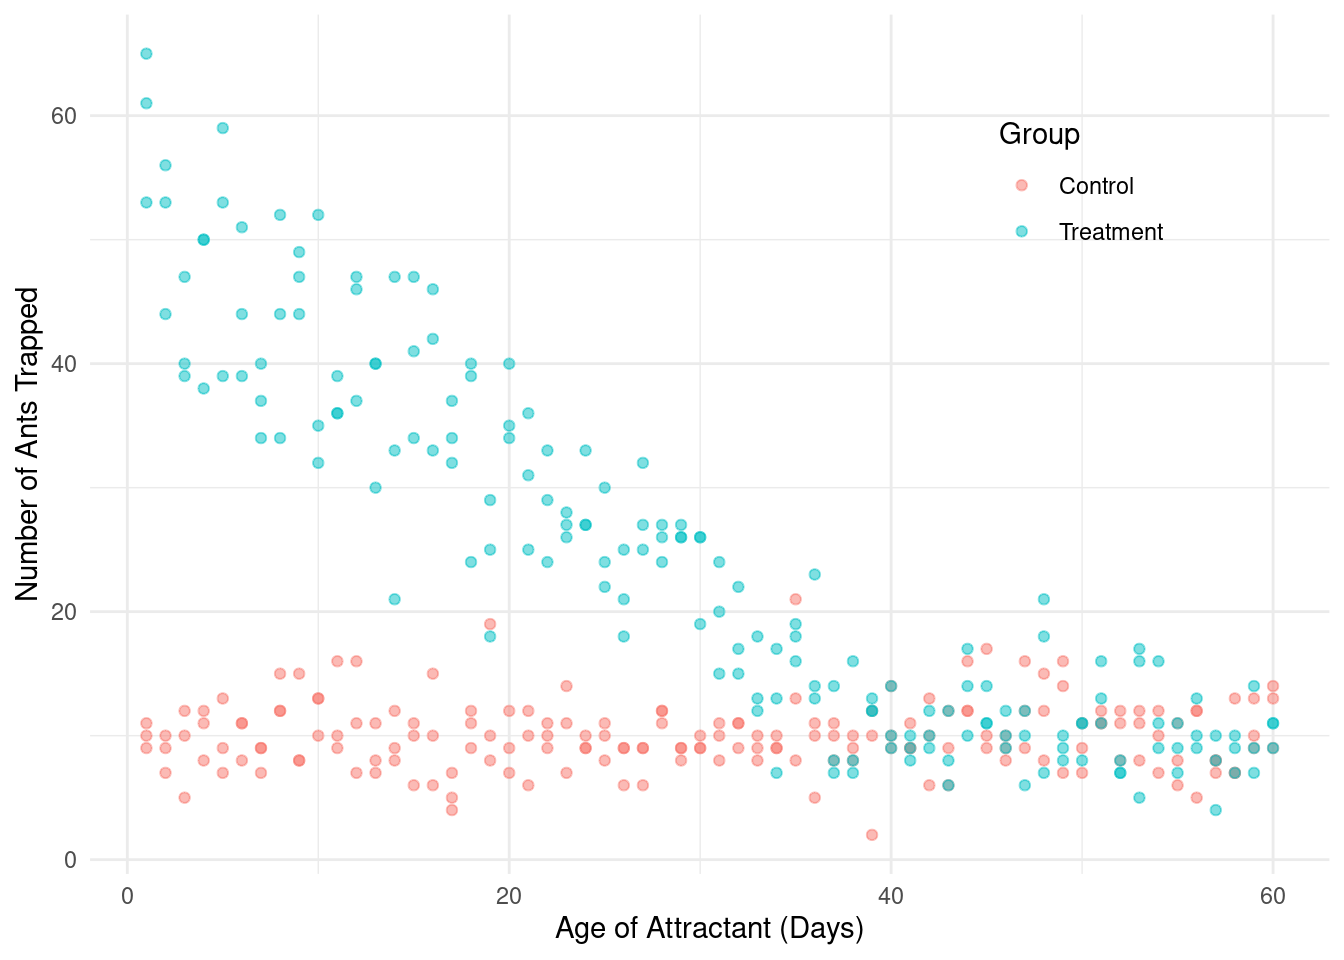 60
40
20
0
0
20
40
60
Number of Ants Trapped
Age of Attractant (Days)
Group
Control
Treatment